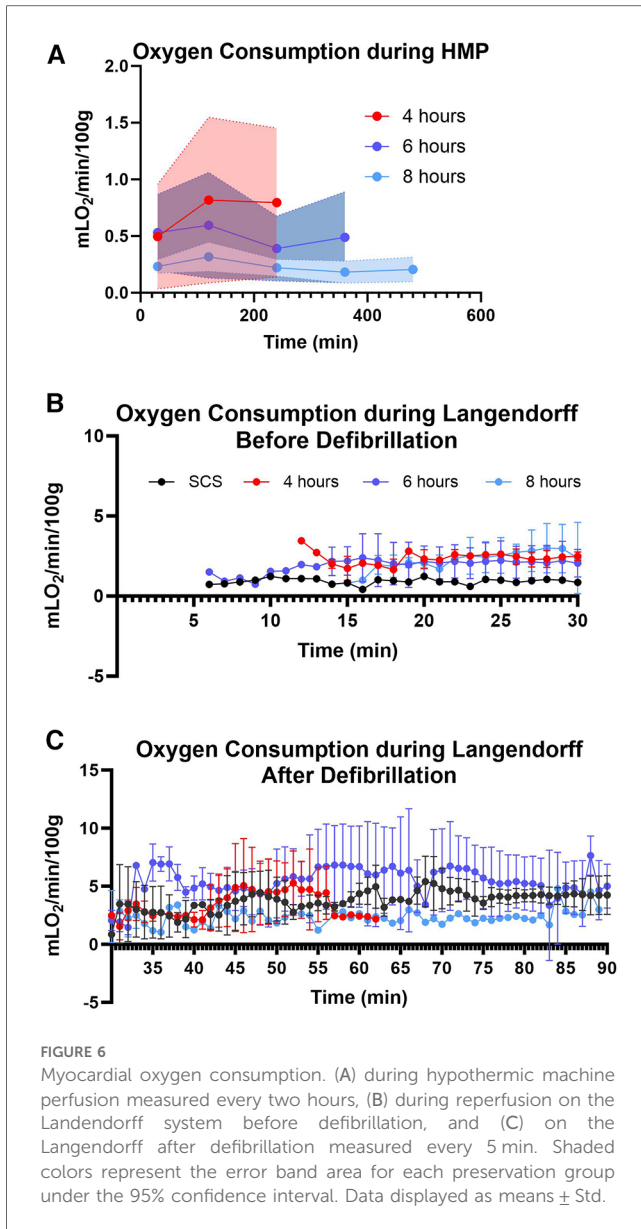 A
Oxygen Consumption during HMP
2.0
1.5
1.0
0.5
0.0
mLO₂/min/100g
4 hours
6 hours
8 hours
0 200 400 600
Time (min)
B
Oxygen Consumption during Langendorff
Before Defibrillation
10
5
0
-5
mLO₂/min/100g
SCS 4 hours 6 hours 8 hours
5 10 15 20 25 30
Time (min)
C
Oxygen Consumption during Langendorff
After Defibrillation
15
10
5
0
-5
mLO₂/min/100g
35 40 45 50 55 60 65 70 75 80 85 90
Time (min)
FIGURE 6
Myocardial oxygen consumption. (A) during hypothermic machine
perfusion measured every two hours, (B) during reperfusion on the
Landendorff system before defibrillation, and (C) on the
Langendorff after defibrillation measured every 5 min. Shaded
colors represent the error band area for each preservation group
under the 95% confidence interval. Data displayed as means ± Std.